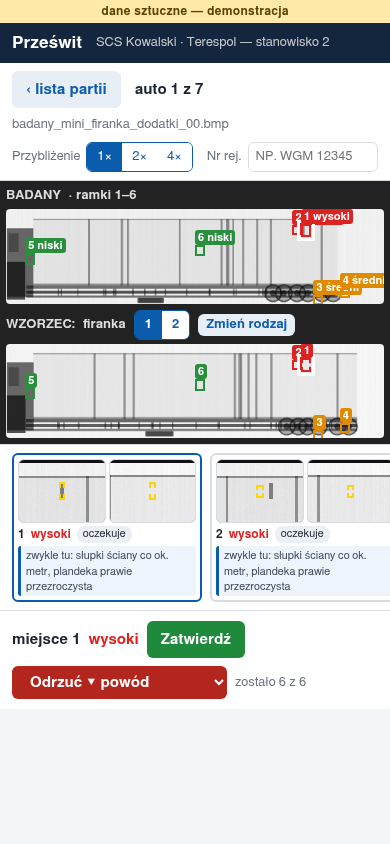 dane sztuczne — demonstracja
Prześwit SCS Kowalski · Terespol — stanowisko 2
‹ lista partii auto 1 z 7
badany_mini_firanka_dodatki_00.bmp
Przybliżenie 1× 2× 4× Nr rej. NP. WGM 12345
BADANY · ramki 1–6
5 niski 6 niski 2 1 wysoki
3 średni 4 średni
WZORZEC: firanka 1 2 Zmień rodzaj
5 6 2 1
3 4
1 wysoki oczekuje 2 wysoki oczekuje
zwykle tu: słupki ściany co ok. zwykle tu: słupki ściany co ok.
metr, plandeka prawie metr, plandeka prawie
przezroczysta przezroczysta
miejsce 1 wysoki Zatwierdź
Odrzuć ▾ powód zostało 6 z 6